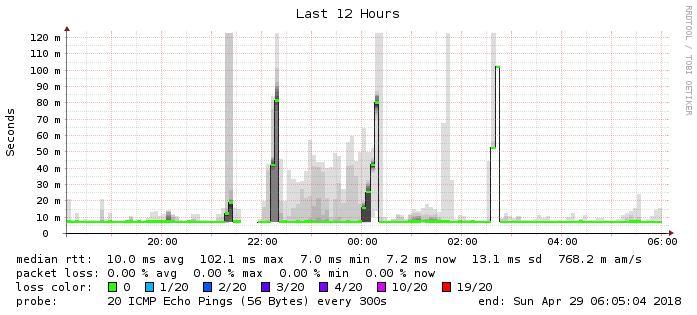 Last 12 Hours
RRDTOOL / TOBI OETIKER
Seconds
120 m
110 m
100 m
90 m
80 m
70 m
60 m
50 m
40 m
30 m
20 m
10 m
0
20:00 22:00 00:00 02:00 04:00 06:00
median rtt: 10.0 ms avg 102.1 ms max 7.0 ms min 7.2 ms now 13.1 ms sd 768.2 m am/s
packet loss: 0.00 % avg 0.00 % max 0.00 % min 0.00 % now
loss color: 0 1/20 2/20 3/20 4/20 10/20 19/20
probe: 20 ICMP Echo Pings (56 Bytes) every 300s end: Sun Apr 29 06:05:04 2018